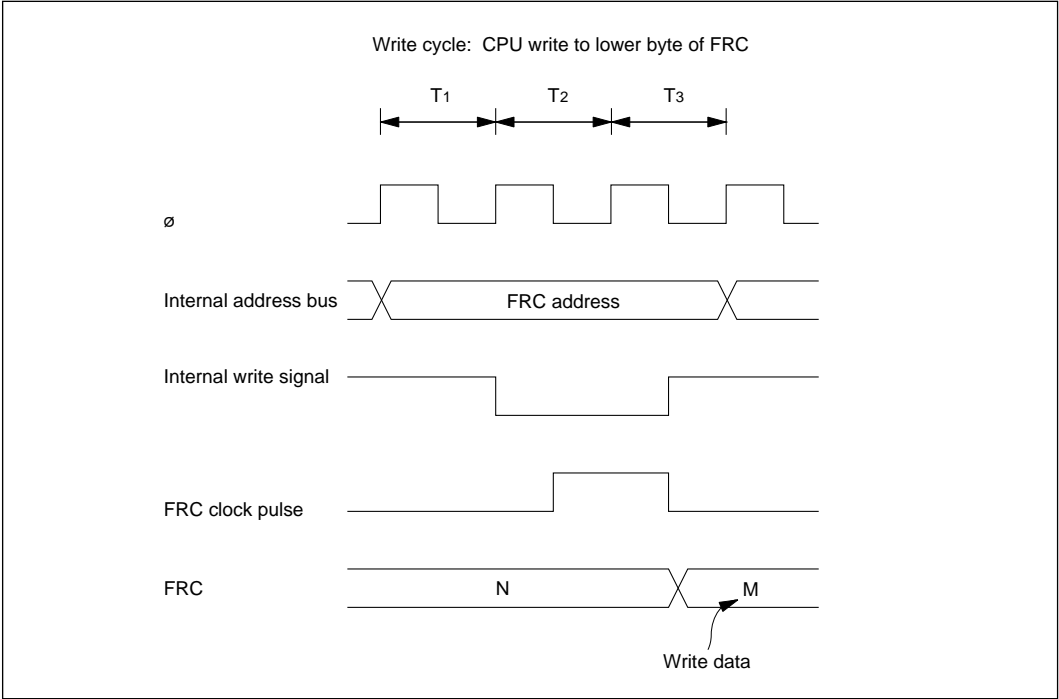 Write cycle: CPU write to lower byte of FRC
T1 T2 T3
ø
Internal address bus FRC address
Internal write signal
FRC clock pulse
FRC N M
Write data